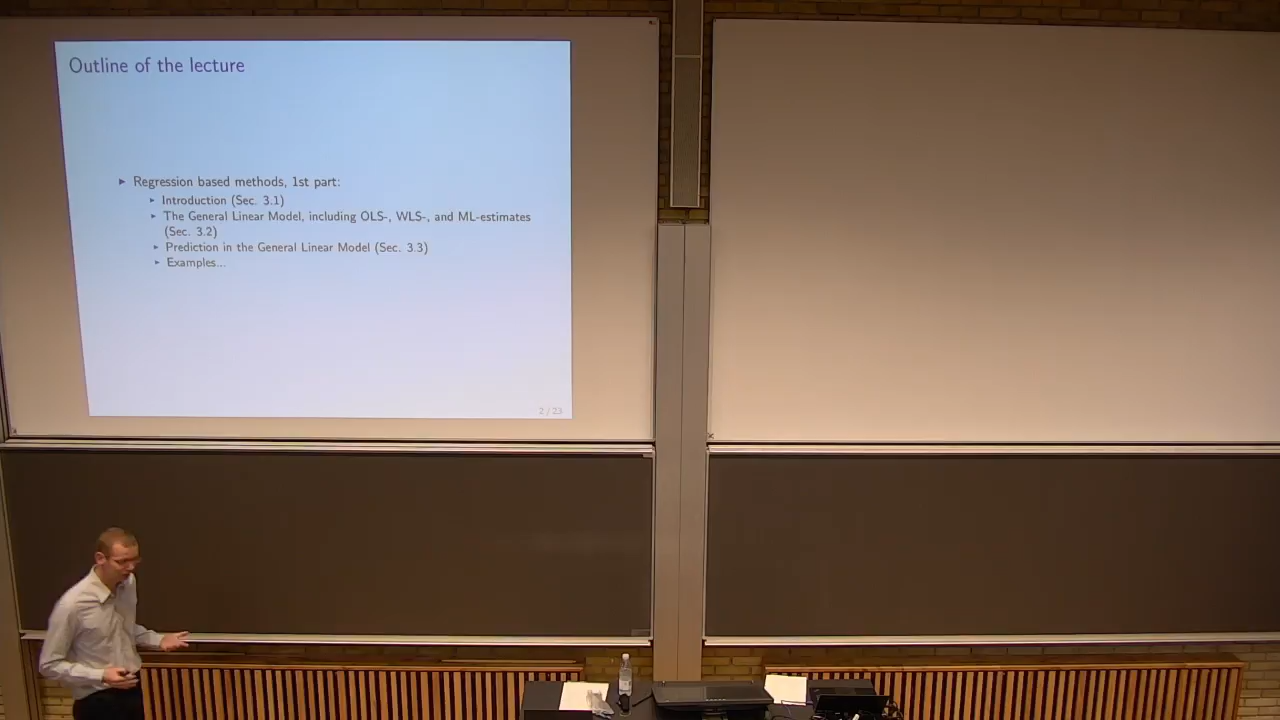 Outline of the lecture
▶ Regression based methods, 1st part:
▶ Introduction (Sec. 3.1)
▶ The General Linear Model, including OLS-, WLS-, and ML-estimates
(Sec. 3.2)
▶ Prediction in the General Linear Model (Sec. 3.3)
▶ Examples...
2 / 23